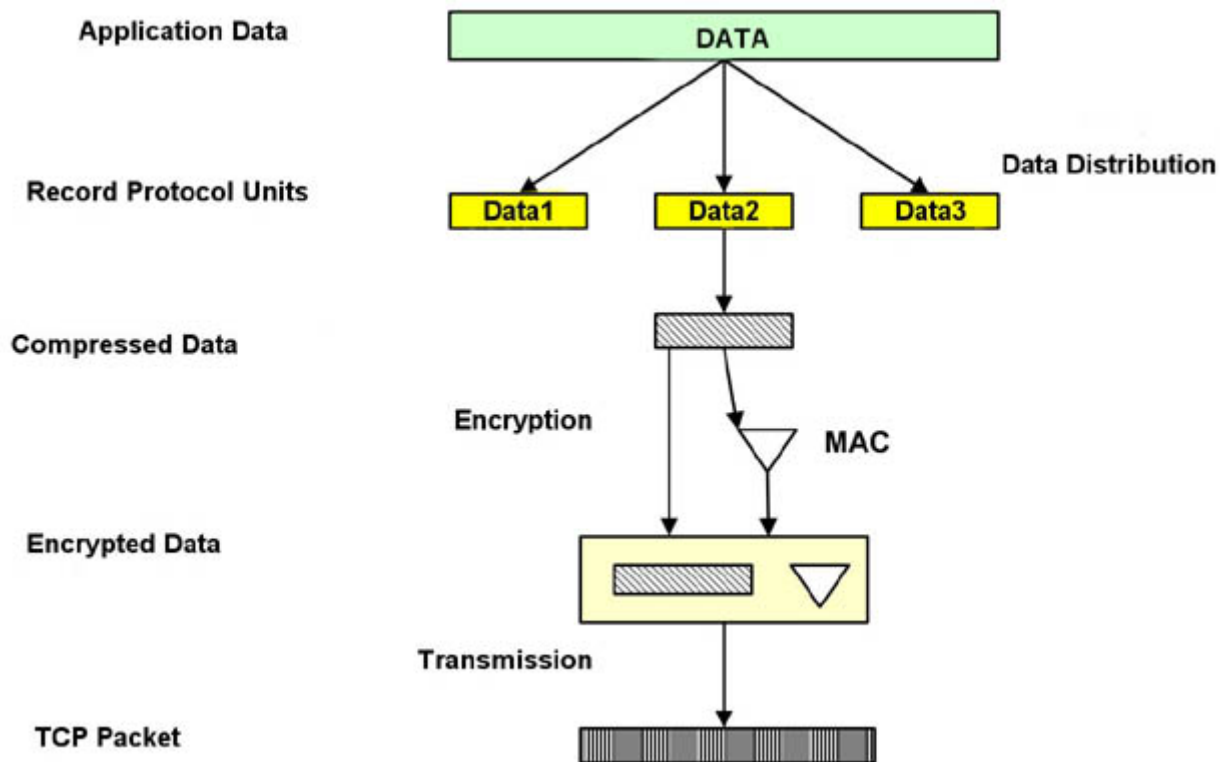 Application Data
DATA
Data Distribution
Record Protocol Units
Data1
Data2
Data3
Compressed Data
Encryption
MAC
Encrypted Data
Transmission
TCP Packet